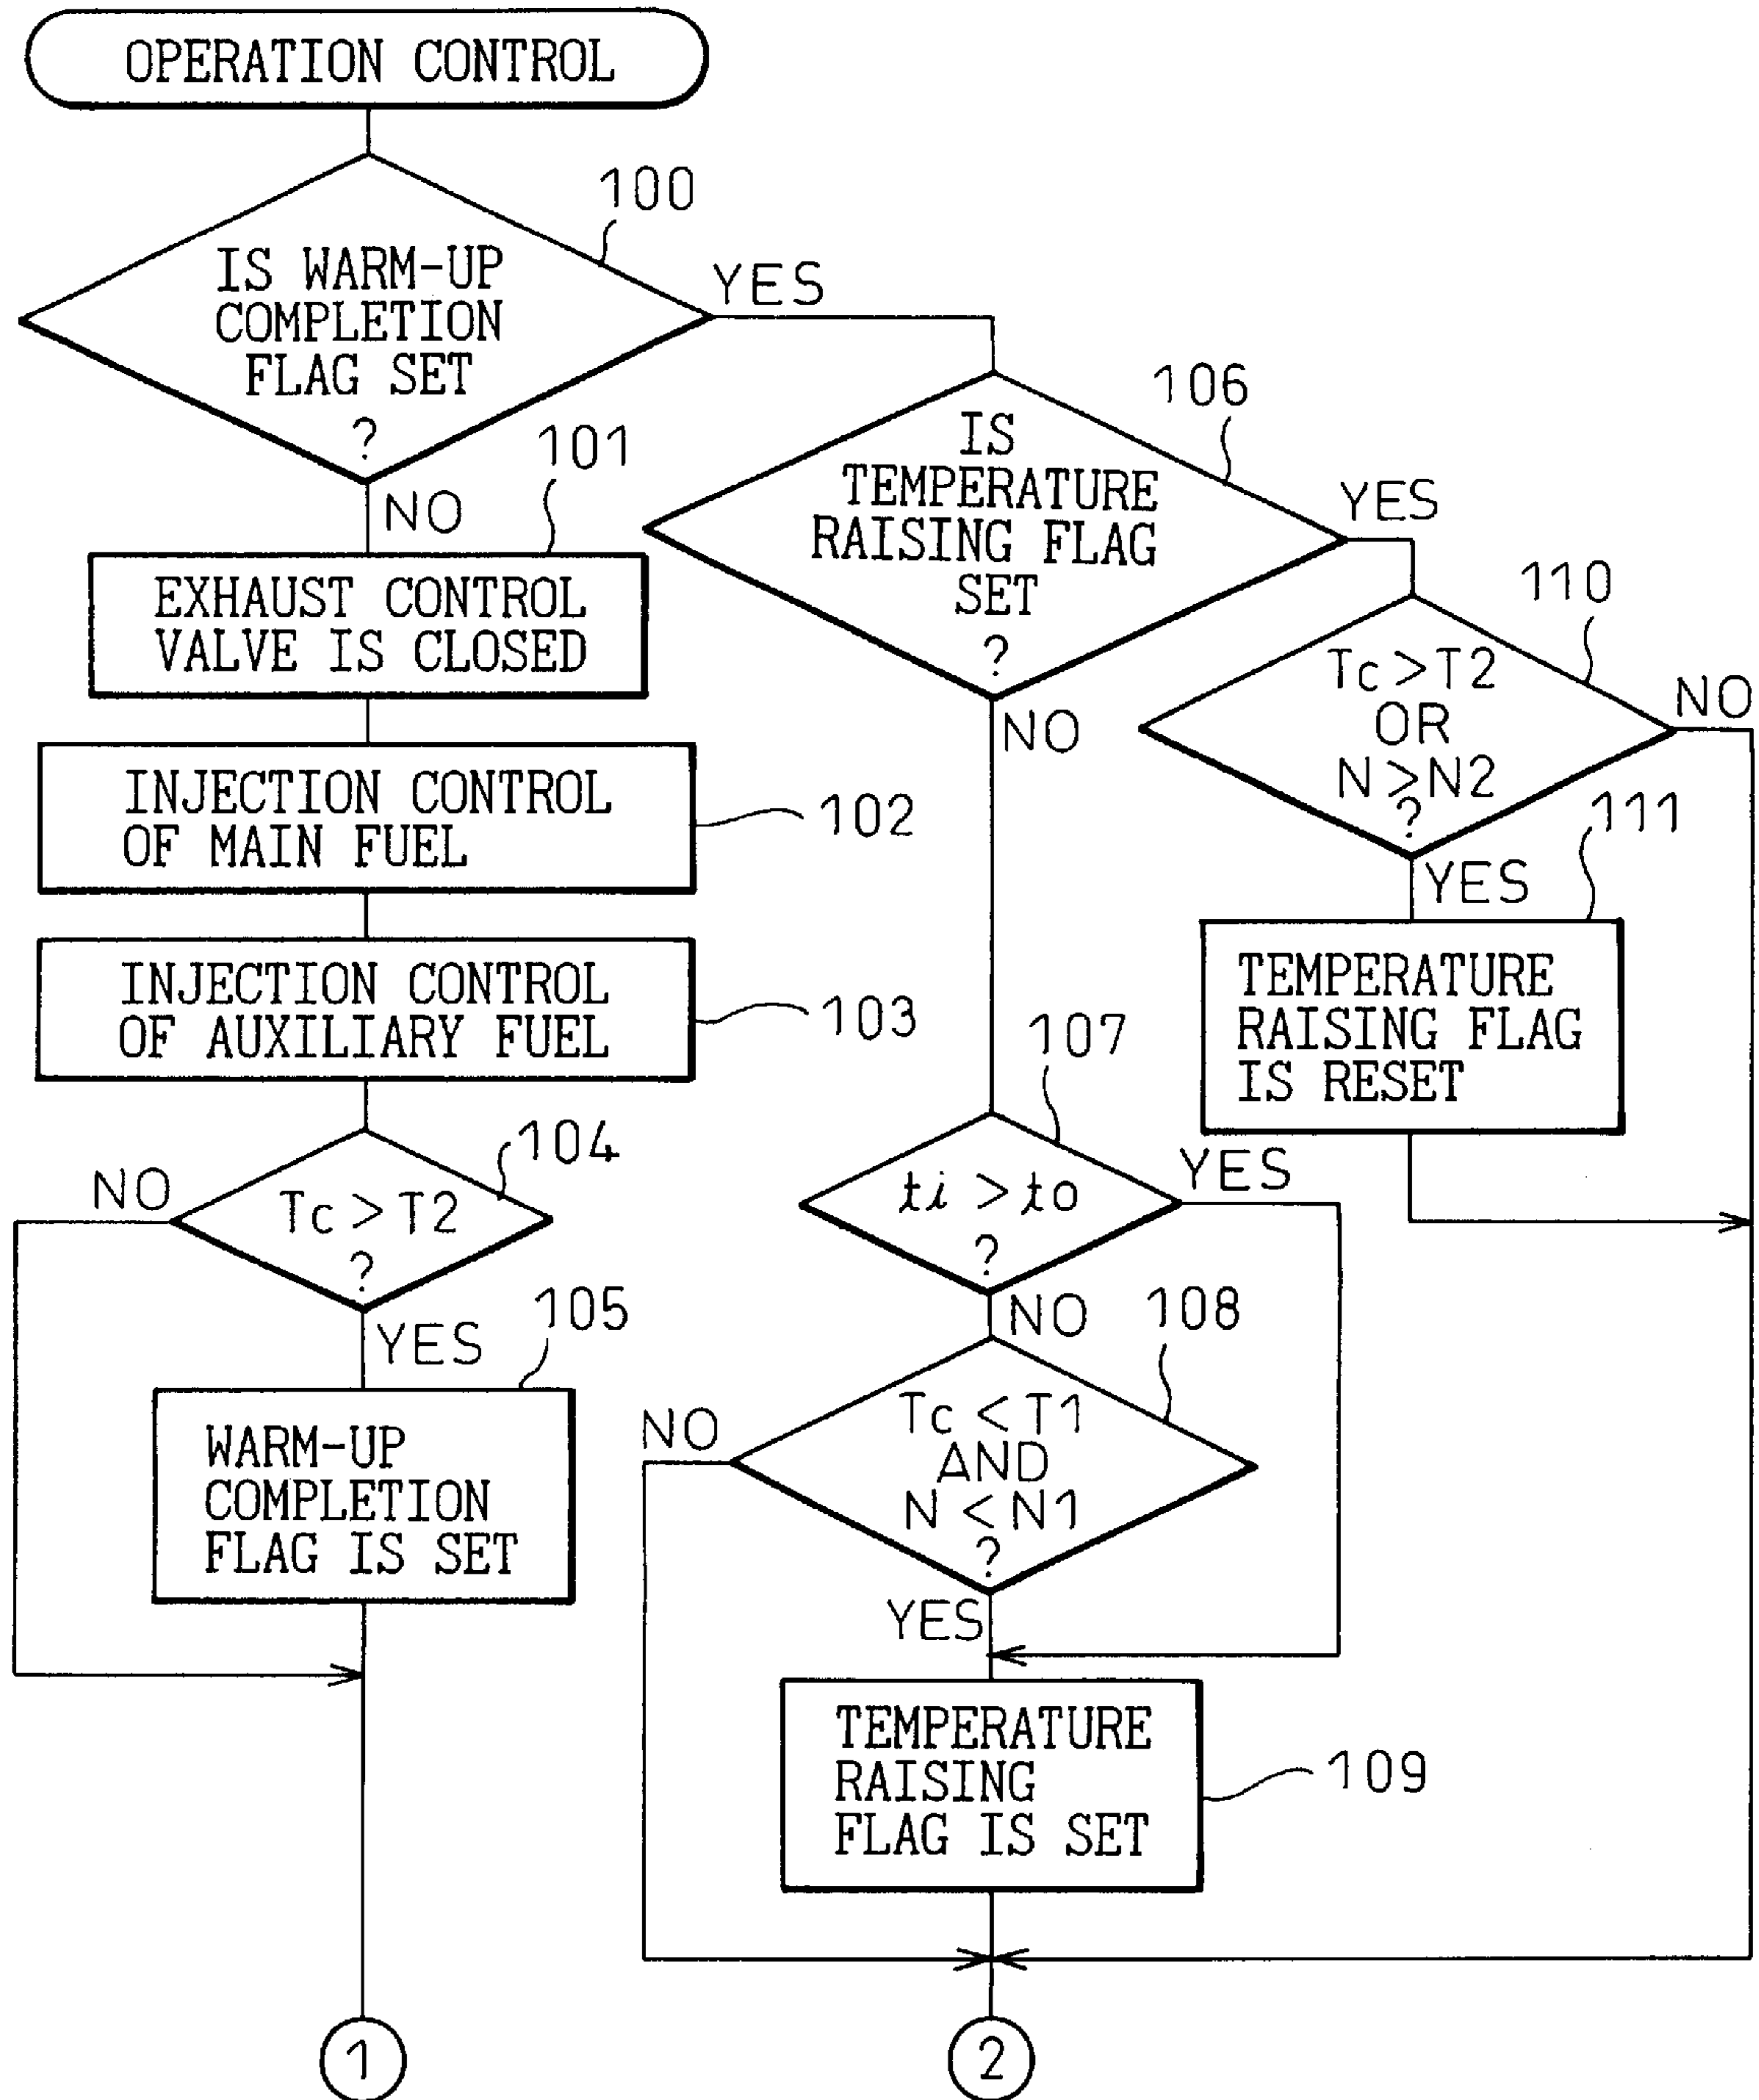 OPERATION CONTROL
100
IS WARM-UP
COMPLETION
FLAG SET
?
YES
NO
101
EXHAUST CONTROL
VALVE IS CLOSED
INJECTION CONTROL
OF MAIN FUEL
102
INJECTION CONTROL
OF AUXILIARY FUEL
103
104
NO
Tc > T2
?
YES
105
WARM-UP
COMPLETION
FLAG IS SET
1
106
IS
TEMPERATURE
RAISING FLAG
SET
?
YES
NO
110
Tc > T2
OR
N > N2
?
NO
YES
111
TEMPERATURE
RAISING FLAG
IS RESET
107
ti > to
?
YES
NO
108
Tc < T1
AND
N < N1
?
NO
YES
TEMPERATURE
RAISING
FLAG IS SET
109
2